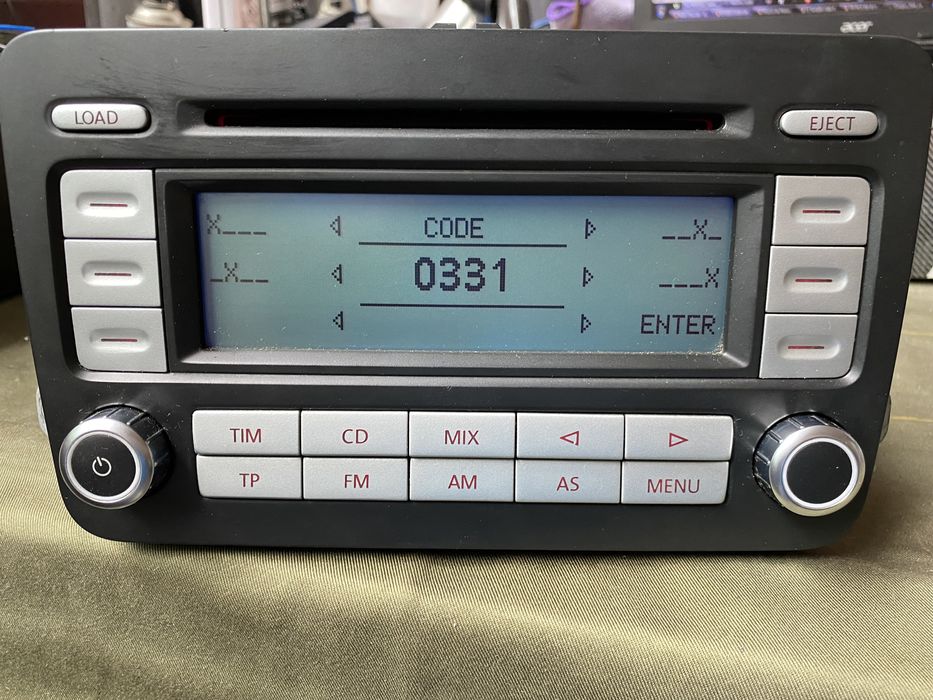 acer
LOAD
EJECT
X___ CODE __X_
_X__ 0331 ___X
ENTER
TIM CD MIX
TP FM AM AS MENU